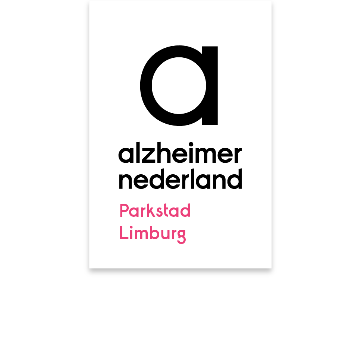 a
alzheimer
nederland
Parkstad
Limburg